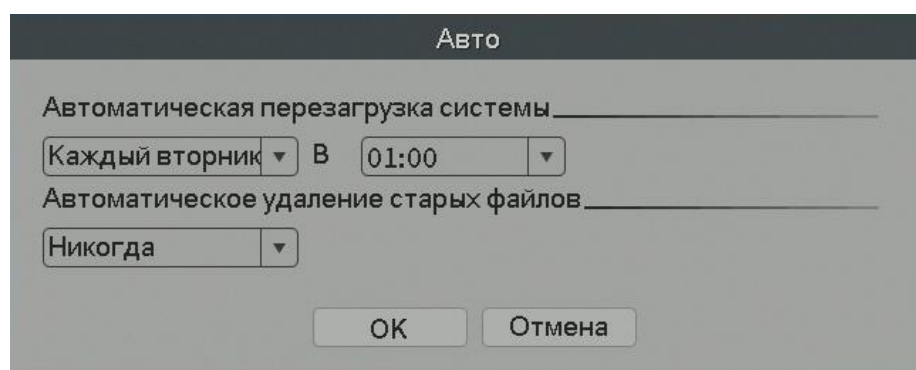 Авто
Автоматическая перезагрузка системы
Каждый вторник В 01:00
Автоматическое удаление старых файлов
Никогда
OK Отмена